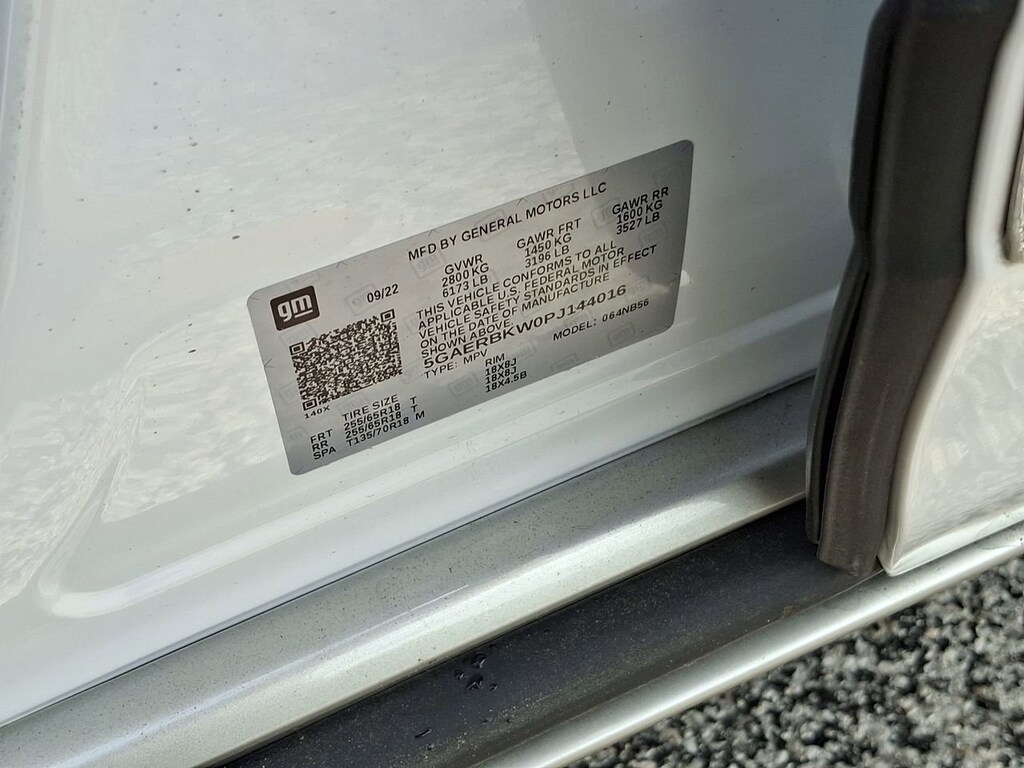 MFD BY GENERAL MOTORS LLC
gm
09/22
GVWR GAWR FRT GAWR RR
2800 KG 1450 KG 1600 KG
6173 LB 3196 LB 3527 LB
THIS VEHICLE CONFORMS TO ALL
APPLICABLE U.S. FEDERAL MOTOR
VEHICLE SAFETY STANDARDS IN EFFECT
ON THE DATE OF MANUFACTURE
SHOWN ABOVE.
5GAERBKW0PJ144016
TYPE: MPV MODEL: 064NB56
140X
TIRE SIZE RIM
FRT 255/65R18 T 18X8J
RR 255/65R18 T 18X8J
SPA T135/70R18 M 18X4.5B